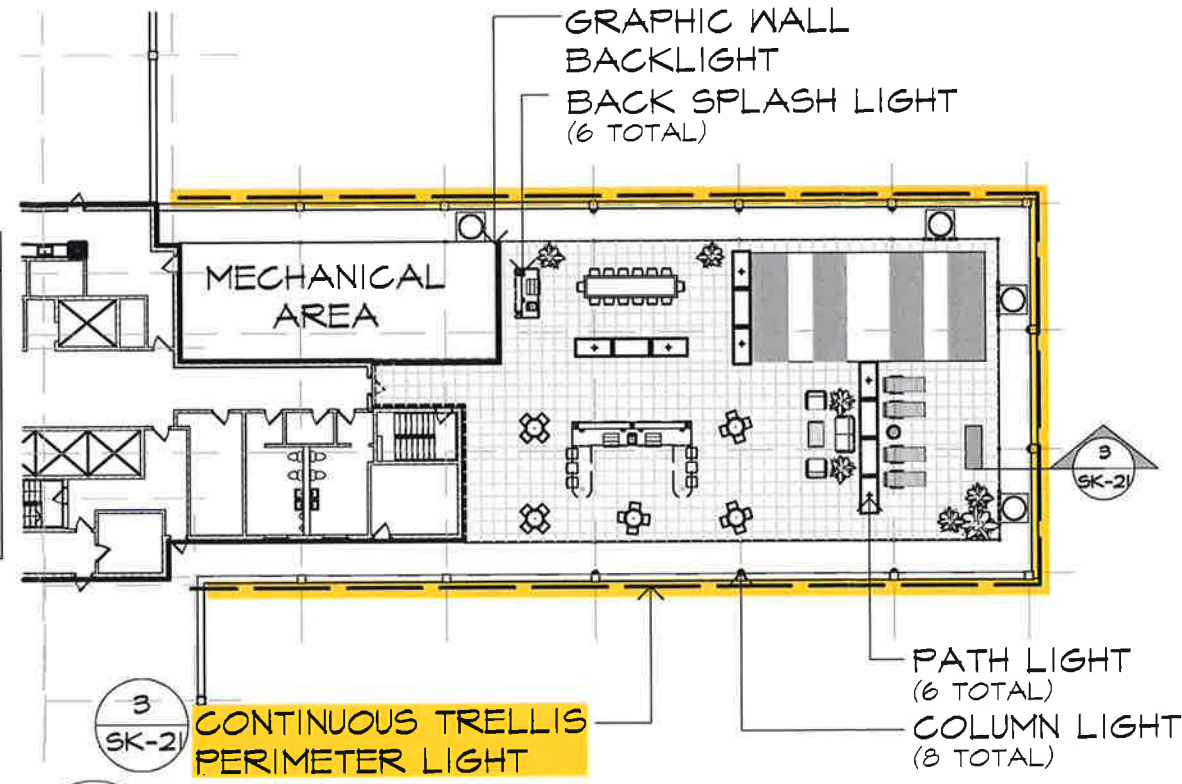 GRAPHIC WALL
BACKLIGHT
BACK SPLASH LIGHT
(6 TOTAL)
MECHANICAL
AREA
3
SK-21
PATH LIGHT
(6 TOTAL)
COLUMN LIGHT
(8 TOTAL)
3
SK-21
CONTINUOUS TRELLIS
PERIMETER LIGHT